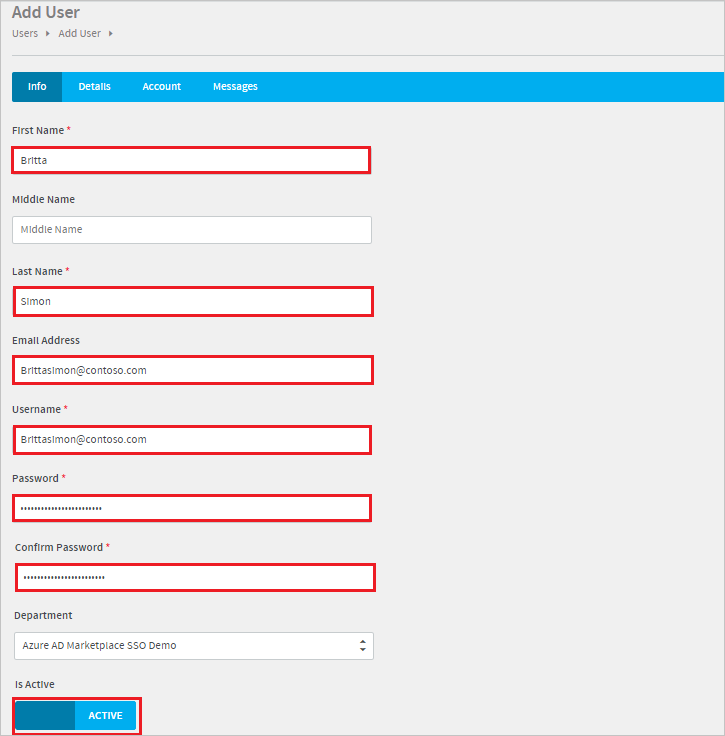 Add User
Users Add User
Info Details Account Messages
First Name *
Britta
Middle Name
Middle Name
Last Name *
Simon
Email Address
Brittasimon@contoso.com
Username *
Brittasimon@contoso.com
Password *
••••••••••••••••••••••••
Confirm Password *
••••••••••••••••••••••••
Department
Azure AD Marketplace SSO Demo
Is Active
ACTIVE